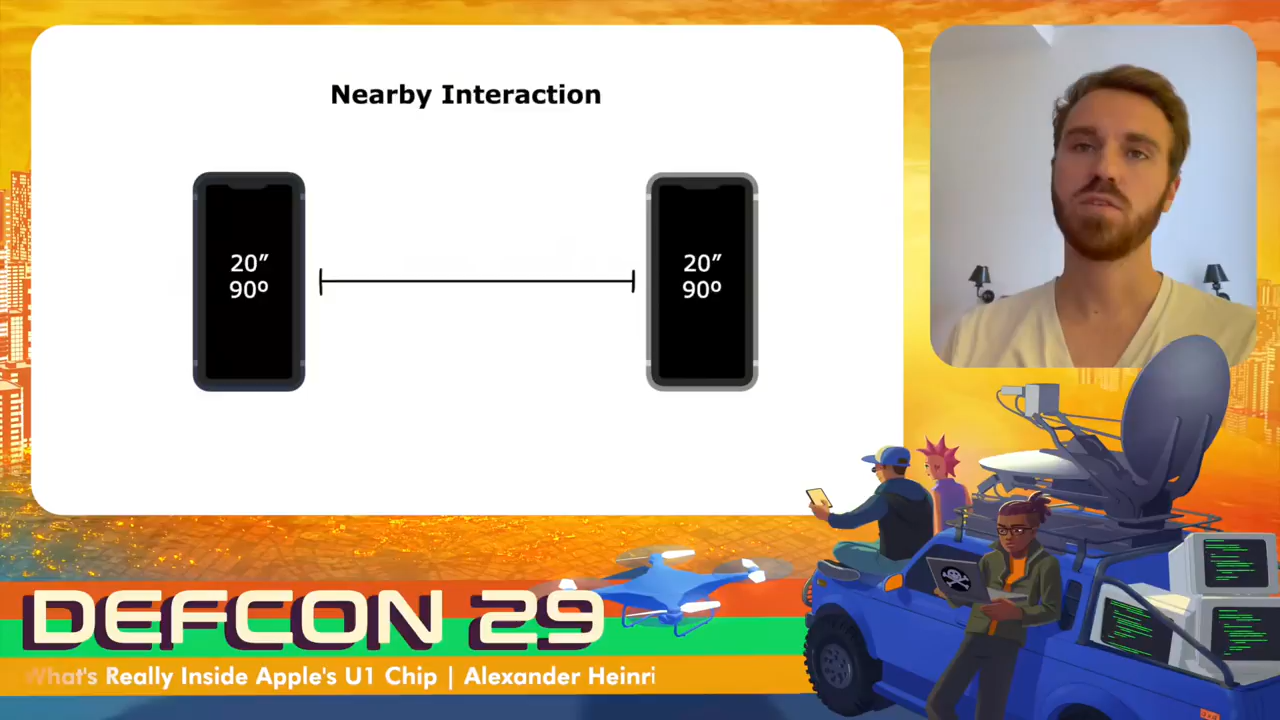 Nearby Interaction
20″
90º
20″
90º
DEFCON 29
What's Really Inside Apple's U1 Chip | Alexander Heinri